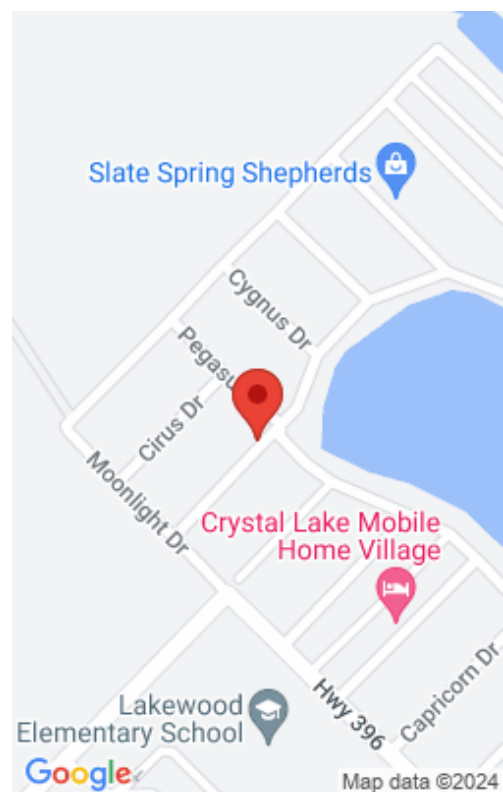 Slate Spring Shepherds
Cygnus Dr
Cirus Dr
Moonlight Dr
Crystal Lake Mobile
Home Village
Hwy 396
Capricorn Dr
Lakewood
Elementary School
Google
Map data ©2024